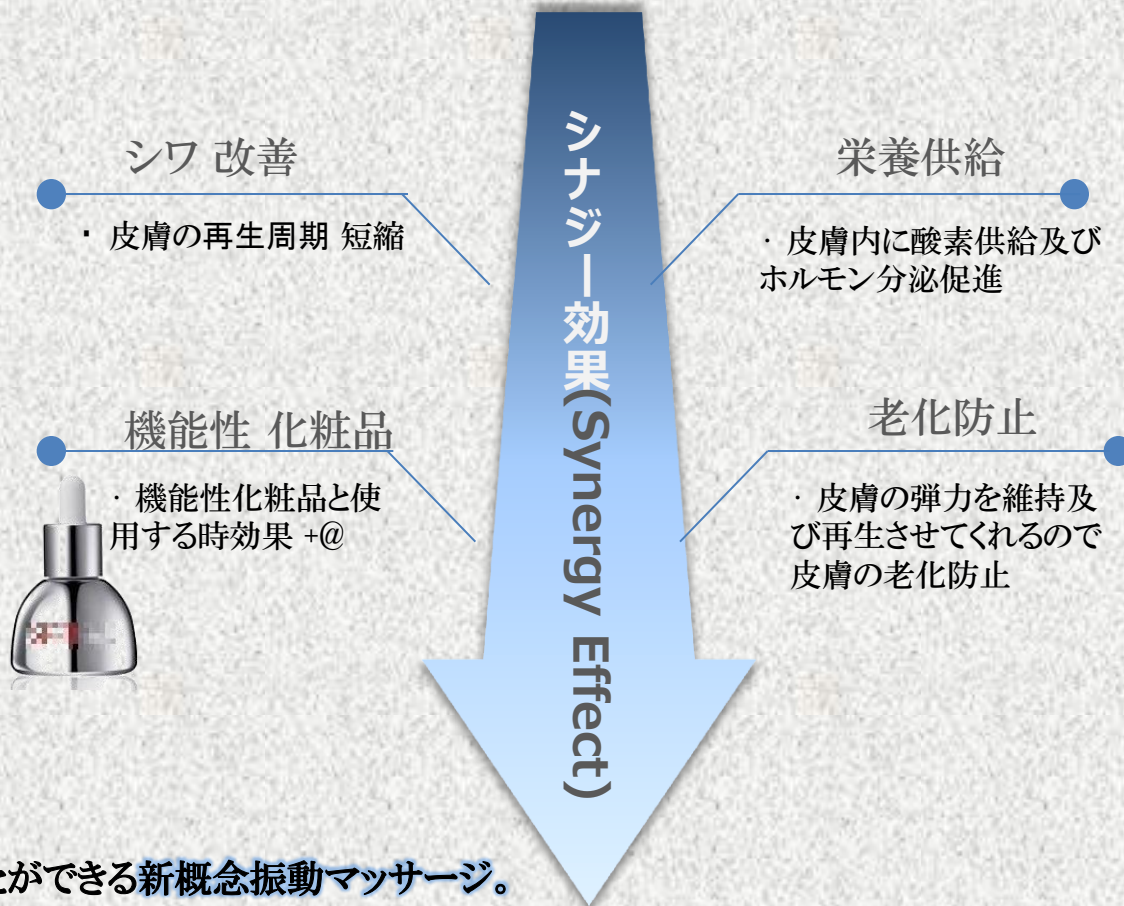 シワ 改善
・ 皮膚の再生周期 短縮
機能性 化粧品
· 機能性化粧品と使
用する時効果 +@
シナジー効果(Synergy Effect)
栄養供給
· 皮膚内に酸素供給及び
ホルモン分泌促進
老化防止
· 皮膚の弾力を維持及
び再生させてくれるので
皮膚の老化防止
とができる新概念振動マッサージ。